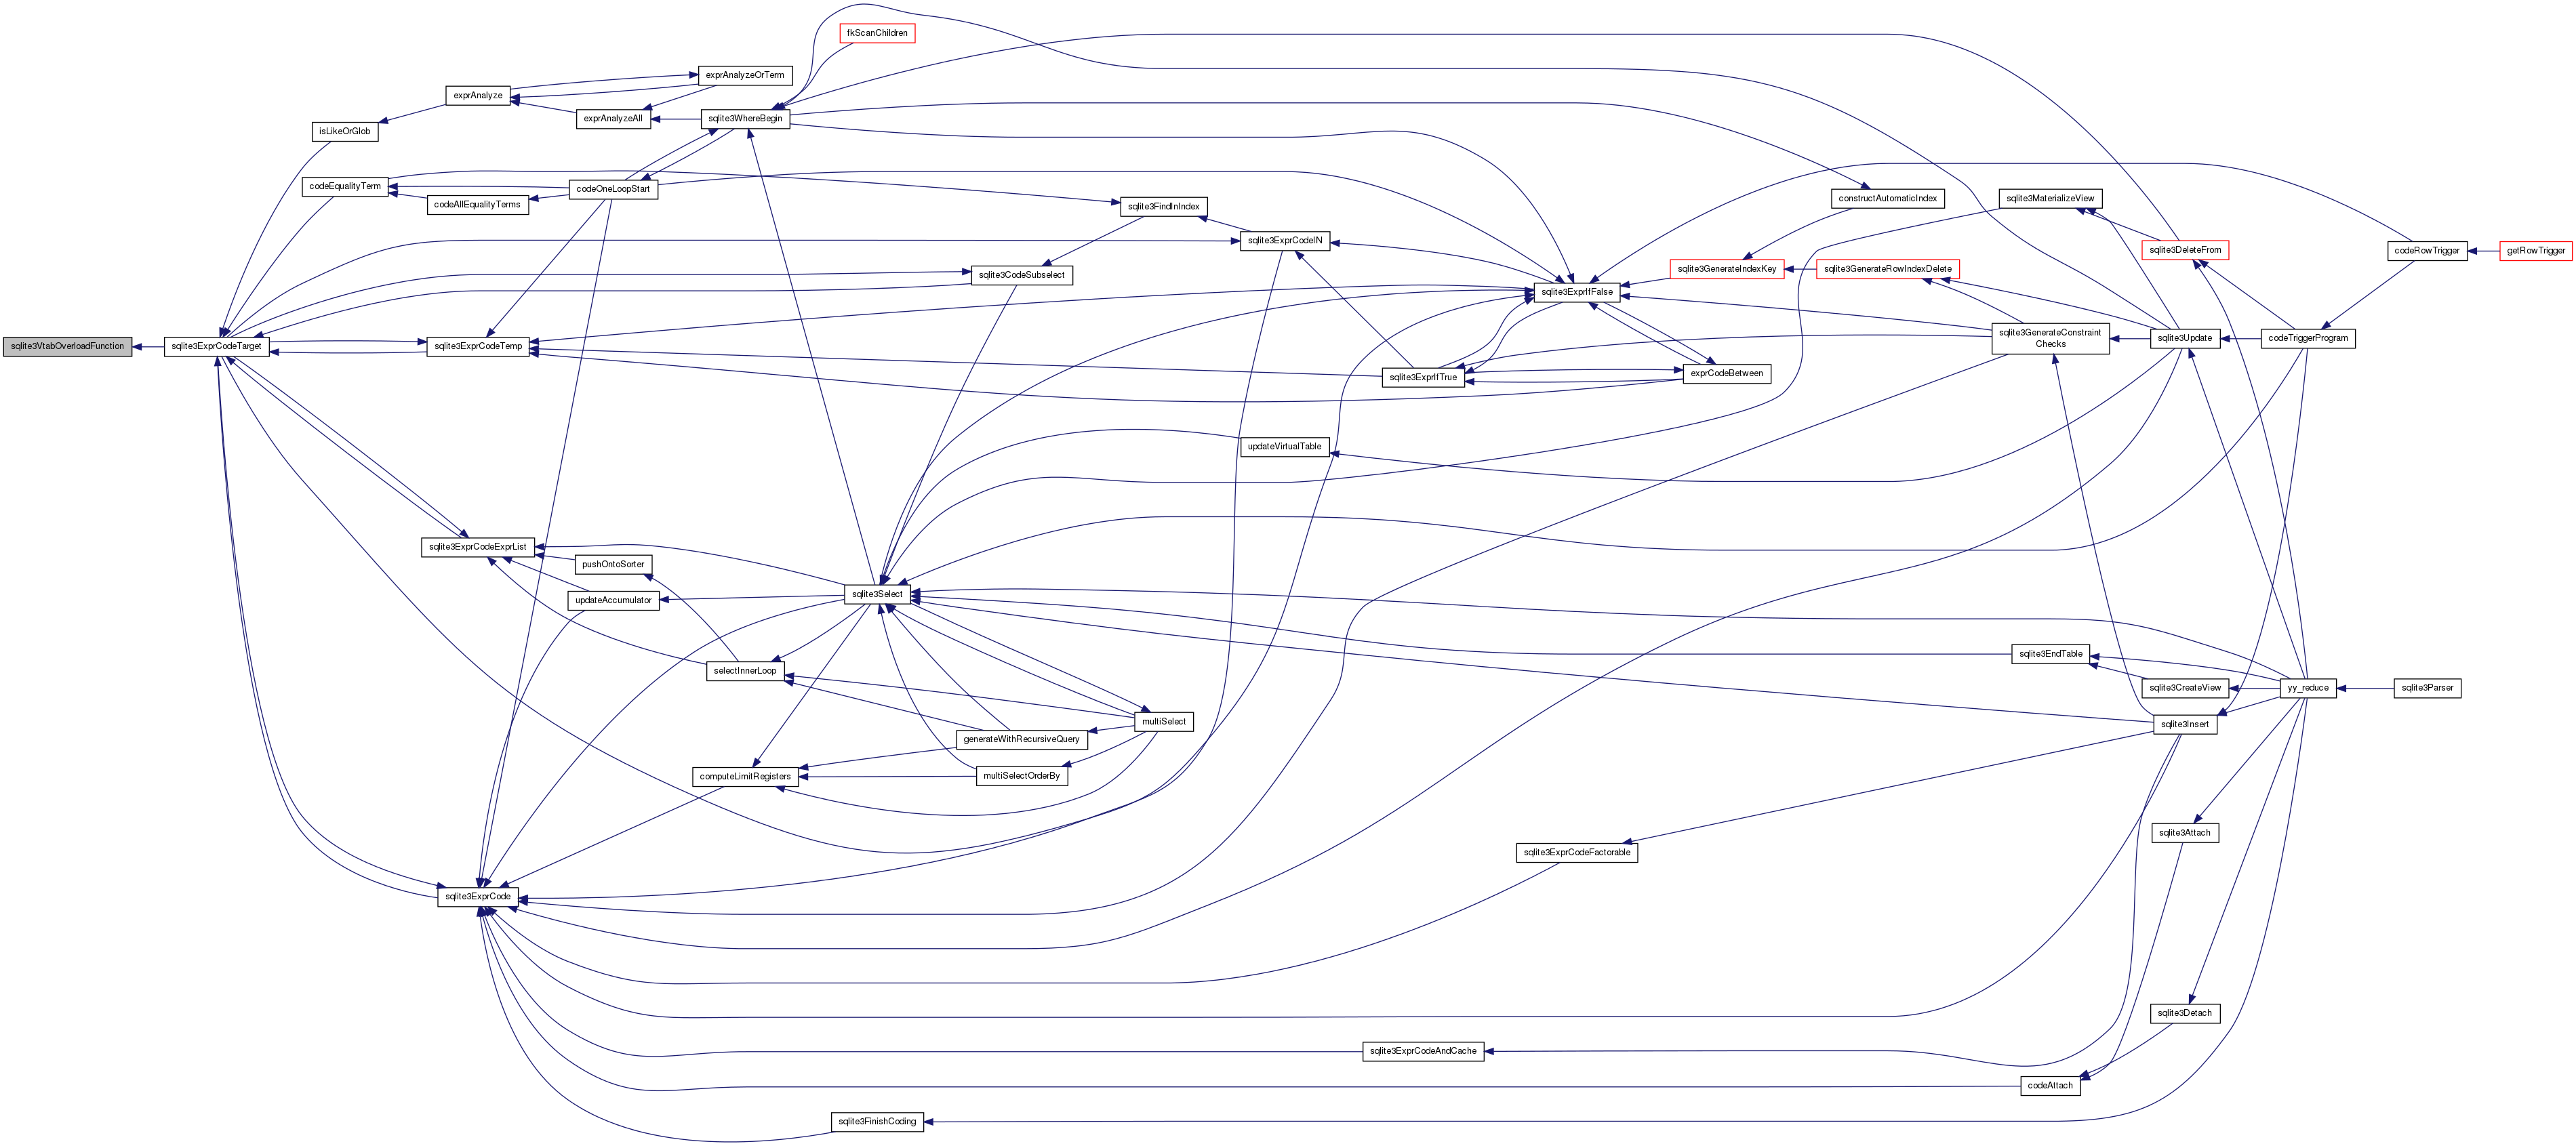 fkScanChildren
exprAnalyzeOrTerm
exprAnalyze
exprAnalyzeAll
sqlite3WhereBegin
isLikeOrGlob
codeEqualityTerm
codeOneLoopStart
codeAllEqualityTerms
sqlite3FindInIndex
constructAutomaticIndex
sqlite3MaterializeView
sqlite3ExprCodeIN
sqlite3DeleteFrom
codeRowTrigger
getRowTrigger
sqlite3CodeSubselect
sqlite3GenerateIndexKey
sqlite3GenerateRowIndexDelete
sqlite3ExprIfFalse
sqlite3VtabOverloadFunction
sqlite3ExprCodeTarget
sqlite3ExprCodeTemp
sqlite3GenerateConstraint
Checks
sqlite3Update
codeTriggerProgram
sqlite3ExprIfTrue
exprCodeBetween
updateVirtualTable
sqlite3ExprCodeExprList
pushOntoSorter
updateAccumulator
sqlite3Select
selectInnerLoop
sqlite3EndTable
sqlite3CreateView
yy_reduce
sqlite3Parser
multiSelect
sqlite3Insert
generateWithRecursiveQuery
computeLimitRegisters
multiSelectOrderBy
sqlite3Attach
sqlite3ExprCodeFactorable
sqlite3ExprCode
sqlite3Detach
sqlite3ExprCodeAndCache
codeAttach
sqlite3FinishCoding